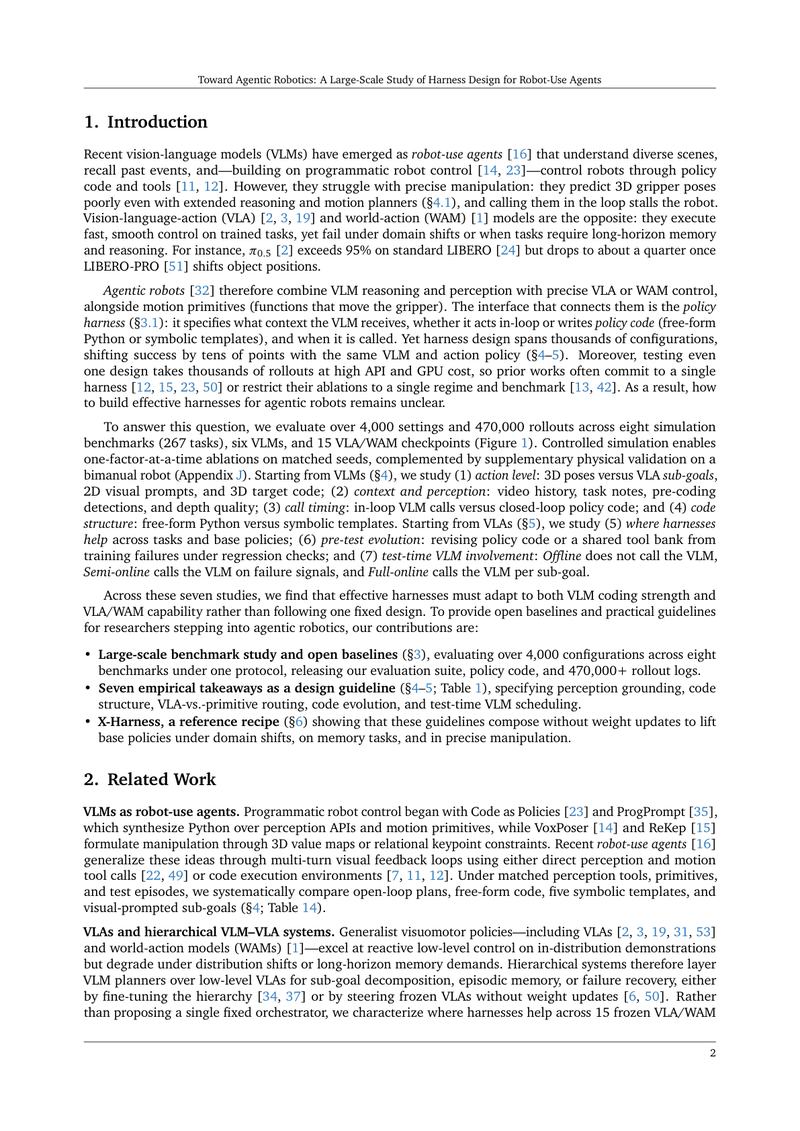 Toward Agentic Robotics: A Large-Scale Study of Harness Design for Robot-Use Agents
1. Introduction
Recent vision-language models (VLMs) have emerged as robot-use agents [16] that understand diverse scenes,
recall past events, and—building on programmatic robot control [14, 23]—control robots through policy
code and tools [11, 12]. However, they struggle with precise manipulation: they predict 3D gripper poses
poorly even with extended reasoning and motion planners (§4.1), and calling them in the loop stalls the robot.
Vision-language-action (VLA) [2, 3, 19] and world-action (WAM) [1] models are the opposite: they execute
fast, smooth control on trained tasks, yet fail under domain shifts or when tasks require long-horizon memory
and reasoning. For instance, π0.5 [2] exceeds 95% on standard LIBERO [24] but drops to about a quarter once
LIBERO-PRO [51] shifts object positions.
Agentic robots [32] therefore combine VLM reasoning and perception with precise VLA or WAM control,
alongside motion primitives (functions that move the gripper). The interface that connects them is the policy
harness (§3.1): it specifies what context the VLM receives, whether it acts in-loop or writes policy code (free-form
Python or symbolic templates), and when it is called. Yet harness design spans thousands of configurations,
shifting success by tens of points with the same VLM and action policy (§4–5). Moreover, testing even
one design takes thousands of rollouts at high API and GPU cost, so prior works often commit to a single
harness [12, 15, 23, 50] or restrict their ablations to a single regime and benchmark [13, 42]. As a result, how
to build effective harnesses for agentic robots remains unclear.
To answer this question, we evaluate over 4,000 settings and 470,000 rollouts across eight simulation
benchmarks (267 tasks), six VLMs, and 15 VLA/WAM checkpoints (Figure 1). Controlled simulation enables
one-factor-at-a-time ablations on matched seeds, complemented by supplementary physical validation on a
bimanual robot (Appendix J). Starting from VLMs (§4), we study (1) action level: 3D poses versus VLA sub-goals,
2D visual prompts, and 3D target code; (2) context and perception: video history, task notes, pre-coding
detections, and depth quality; (3) call timing: in-loop VLM calls versus closed-loop policy code; and (4) code
structure: free-form Python versus symbolic templates. Starting from VLAs (§5), we study (5) where harnesses
help across tasks and base policies; (6) pre-test evolution: revising policy code or a shared tool bank from
training failures under regression checks; and (7) test-time VLM involvement: Offline does not call the VLM,
Semi-online calls the VLM on failure signals, and Full-online calls the VLM per sub-goal.
Across these seven studies, we find that effective harnesses must adapt to both VLM coding strength and
VLA/WAM capability rather than following one fixed design. To provide open baselines and practical guidelines
for researchers stepping into agentic robotics, our contributions are:
• Large-scale benchmark study and open baselines (§3), evaluating over 4,000 configurations across eight
benchmarks under one protocol, releasing our evaluation suite, policy code, and 470,000+ rollout logs.
• Seven empirical takeaways as a design guideline (§4–5; Table 1), specifying perception grounding, code
structure, VLA-vs.-primitive routing, code evolution, and test-time VLM scheduling.
• X-Harness, a reference recipe (§6) showing that these guidelines compose without weight updates to lift
base policies under domain shifts, on memory tasks, and in precise manipulation.
2. Related Work
VLMs as robot-use agents. Programmatic robot control began with Code as Policies [23] and ProgPrompt [35],
which synthesize Python over perception APIs and motion primitives, while VoxPoser [14] and ReKep [15]
formulate manipulation through 3D value maps or relational keypoint constraints. Recent robot-use agents [16]
generalize these ideas through multi-turn visual feedback loops using either direct perception and motion
tool calls [22, 49] or code execution environments [7, 11, 12]. Under matched perception tools, primitives,
and test episodes, we systematically compare open-loop plans, free-form code, five symbolic templates, and
visual-prompted sub-goals (§4; Table 14).
VLAs and hierarchical VLM–VLA systems. Generalist visuomotor policies—including VLAs [2, 3, 19, 31, 53]
and world-action models (WAMs) [1]—excel at reactive low-level control on in-distribution demonstrations
but degrade under distribution shifts or long-horizon memory demands. Hierarchical systems therefore layer
VLM planners over low-level VLAs for sub-goal decomposition, episodic memory, or failure recovery, either
by fine-tuning the hierarchy [34, 37] or by steering frozen VLAs without weight updates [6, 50]. Rather
than proposing a single fixed orchestrator, we characterize where harnesses help across 15 frozen VLA/WAM
2